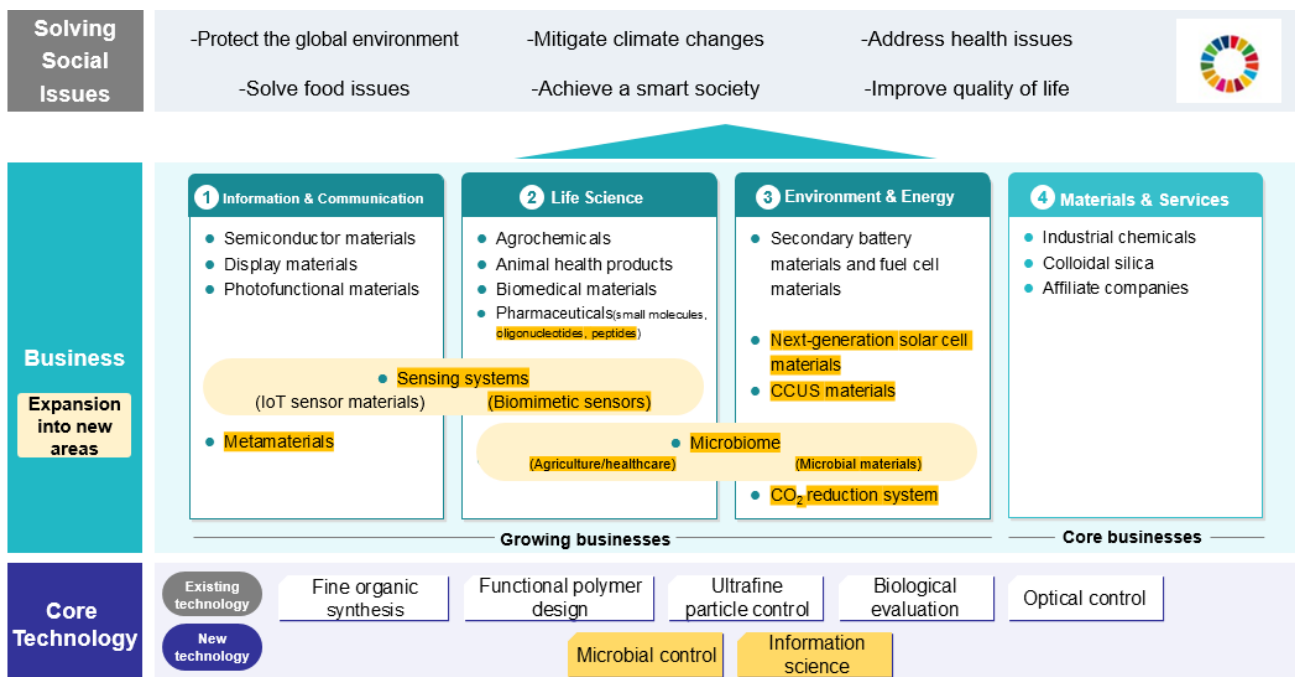 Solving
Social
Issues
-Protect the global environment
-Mitigate climate changes
-Address health issues
-Solve food issues
-Achieve a smart society
-Improve quality of life
Business
Expansion
into new
areas
1 Information & Communication
• Semiconductor materials
• Display materials
• Photofunctional materials
2 Life Science
• Agrochemicals
• Animal health products
• Biomedical materials
• Pharmaceuticals(small molecules,
oligonucleotides, peptides)
3 Environment & Energy
• Secondary battery
materials and fuel cell
materials
• Next-generation solar cell
materials
• CCUS materials
4 Materials & Services
• Industrial chemicals
• Colloidal silica
• Affiliate companies
• Sensing systems
(IoT sensor materials)
(Biomimetic sensors)
• Metamaterials
• Microbiome
(Agriculture/healthcare)
(Microbial materials)
• CO₂ reduction system
Growing businesses
Core businesses
Core
Technology
Existing
technology
Fine organic
synthesis
Functional polymer
design
Ultrafine
particle control
Biological
evaluation
Optical control
New
technology
Microbial control
Information
science